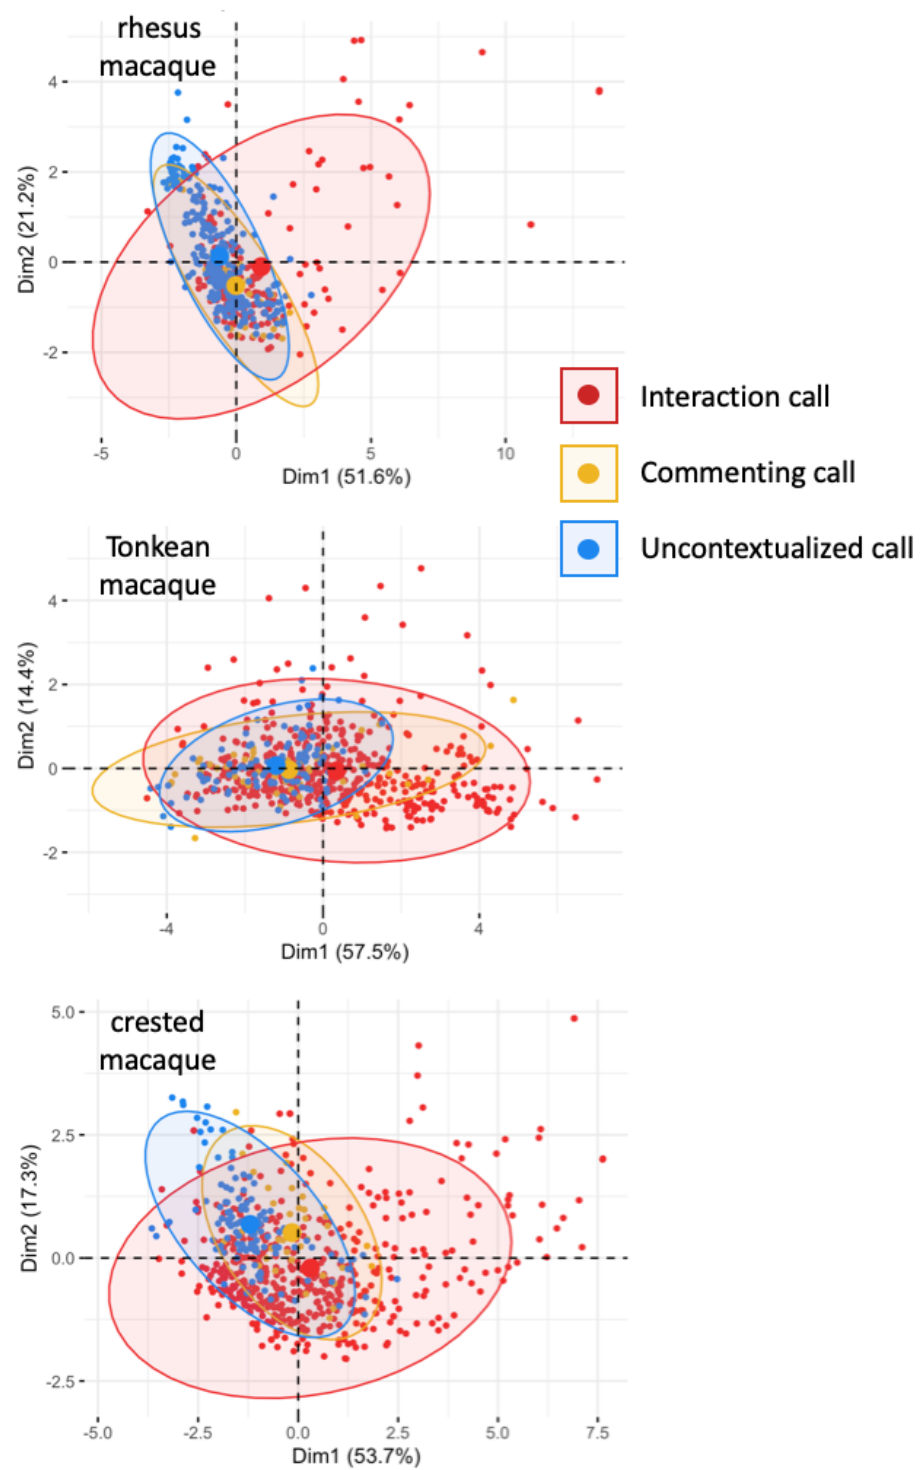 rhesus
macaque
4
2
0
-2
Dim2 (21.2%)
-5
0
5
10
Dim1 (51.6%)
Interaction call
Commenting call
Uncontextualized call
Tonkean
macaque
4
2
0
-2
Dim2 (14.4%)
-4
0
4
Dim1 (57.5%)
crested
macaque
5.0
2.5
0.0
-2.5
Dim2 (17.3%)
-5.0
-2.5
0.0
2.5
5.0
7.5
Dim1 (53.7%)